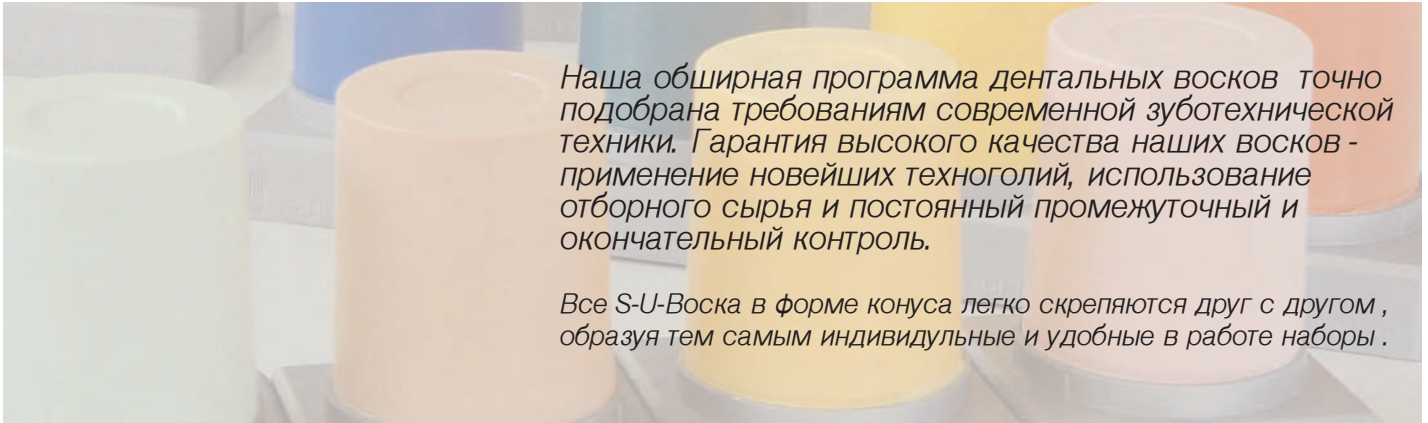 Наша обширная программа дентальных восков точно
подобрана требованиям современной зуботехнической
техники. Гарантия высокого качества наших восков -
применение новейших техноголий, использование
отборного сырья и постоянный промежуточный и
окончательный контроль.
Все S-U-Воска в форме конуса легко скрепяются друг с другом ,
образуя тем самым индивидульные и удобные в работе наборы .